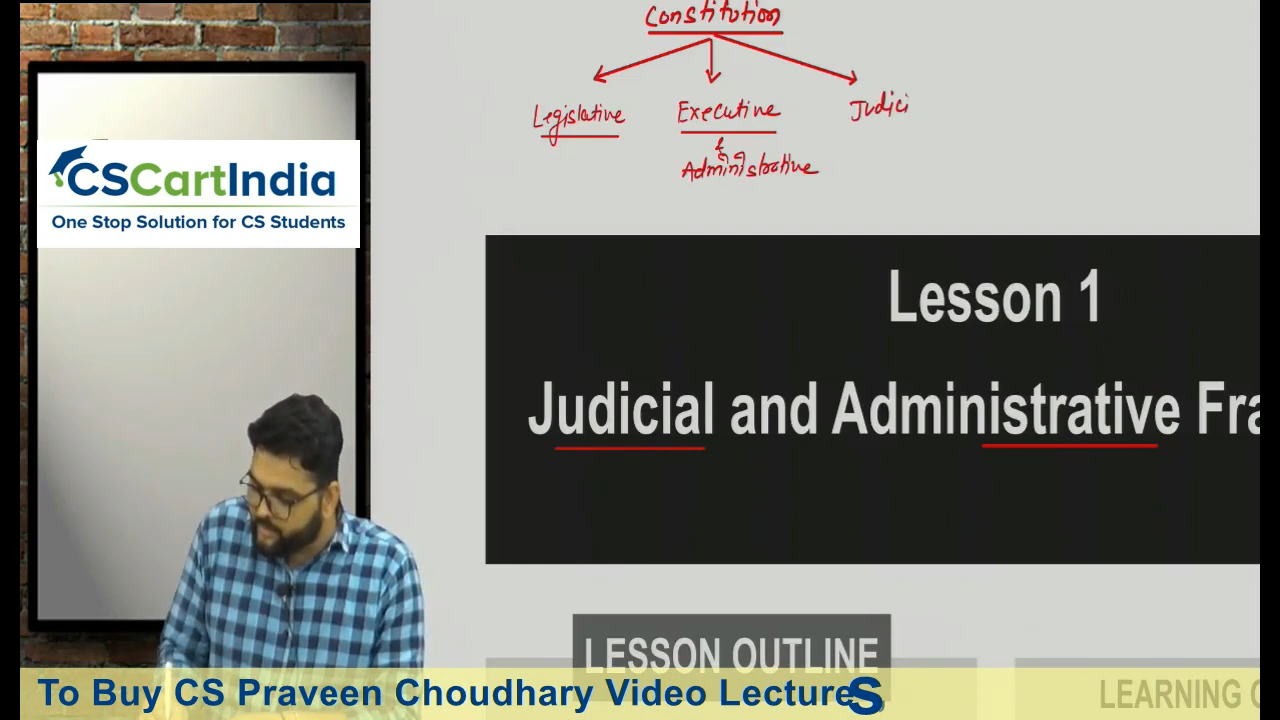 Constitution
Legislative Executive Judici
&
Administrative
CSCartIndia
One Stop Solution for CS Students
Lesson 1
Judicial and Administrative Fra
LESSON OUTLINE
LEARNING O
To Buy CS Praveen Choudhary Video Lectures